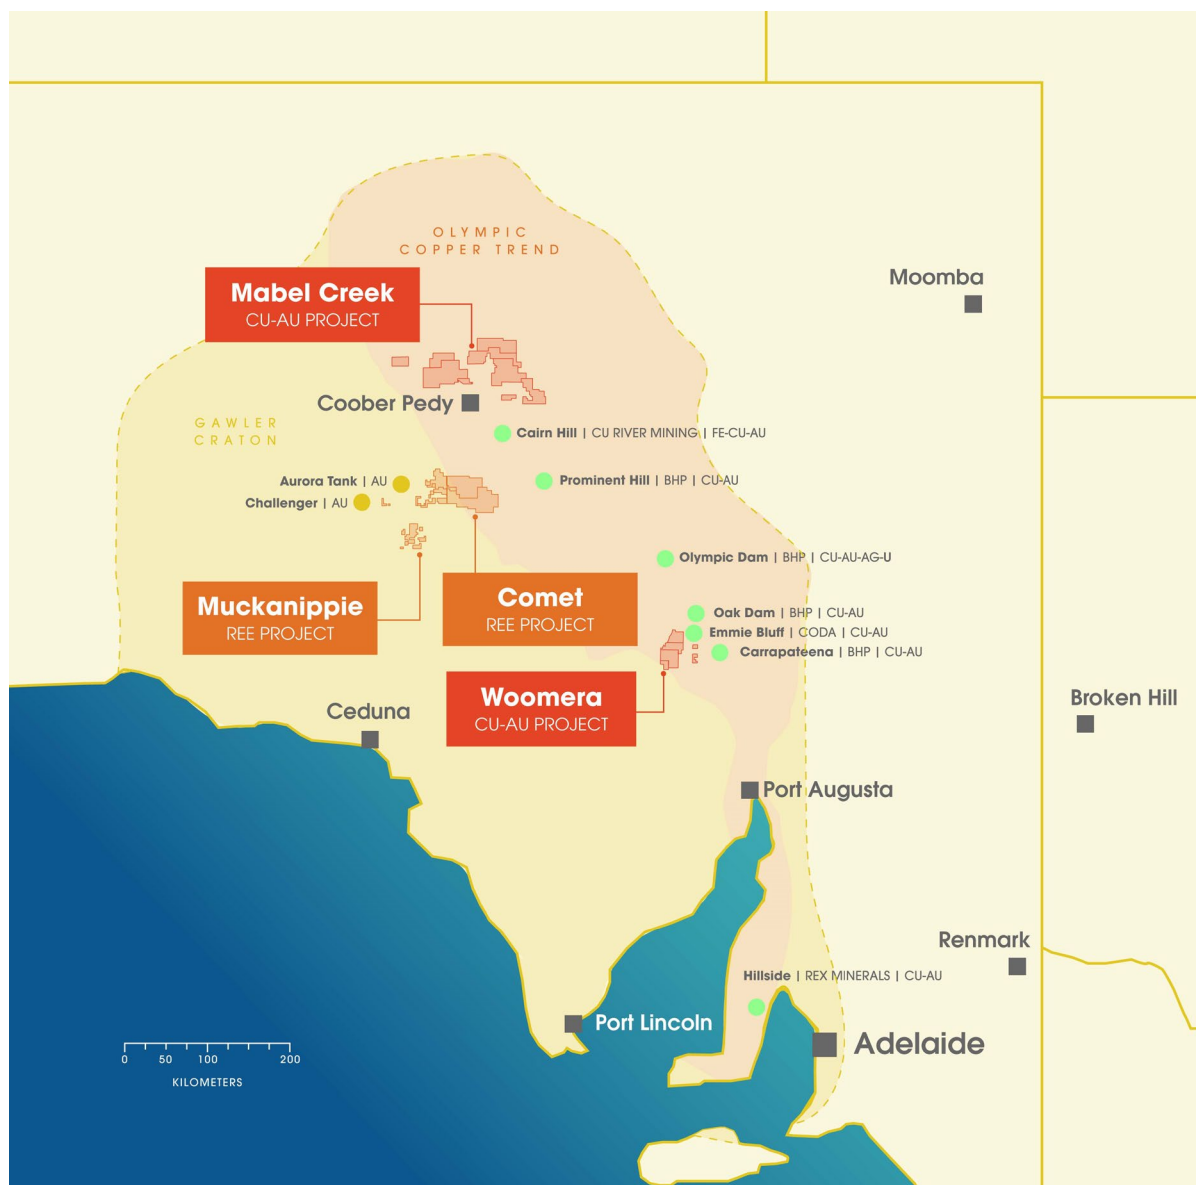 OLYMPIC
COPPER TREND
Mabel Creek
CU-AU PROJECT
Moomba
Coober Pedy
GAWLER
CRATON
Cairn Hill | CU RIVER MINING | FE-CU-AU
Aurora Tank | AU
Prominent Hill | BHP | CU-AU
Challenger | AU
Olympic Dam | BHP | CU-AU-AG-U
Muckanippie
REE PROJECT
Comet
REE PROJECT
Oak Dam | BHP | CU-AU
Emmie Bluff | CODA | CU-AU
Carrapateena | BHP | CU-AU
Woomera
CU-AU PROJECT
Ceduna
Broken Hill
Port Augusta
Renmark
Hillside | REX MINERALS | CU-AU
Port Lincoln
Adelaide
0 50 100 200
KILOMETERS